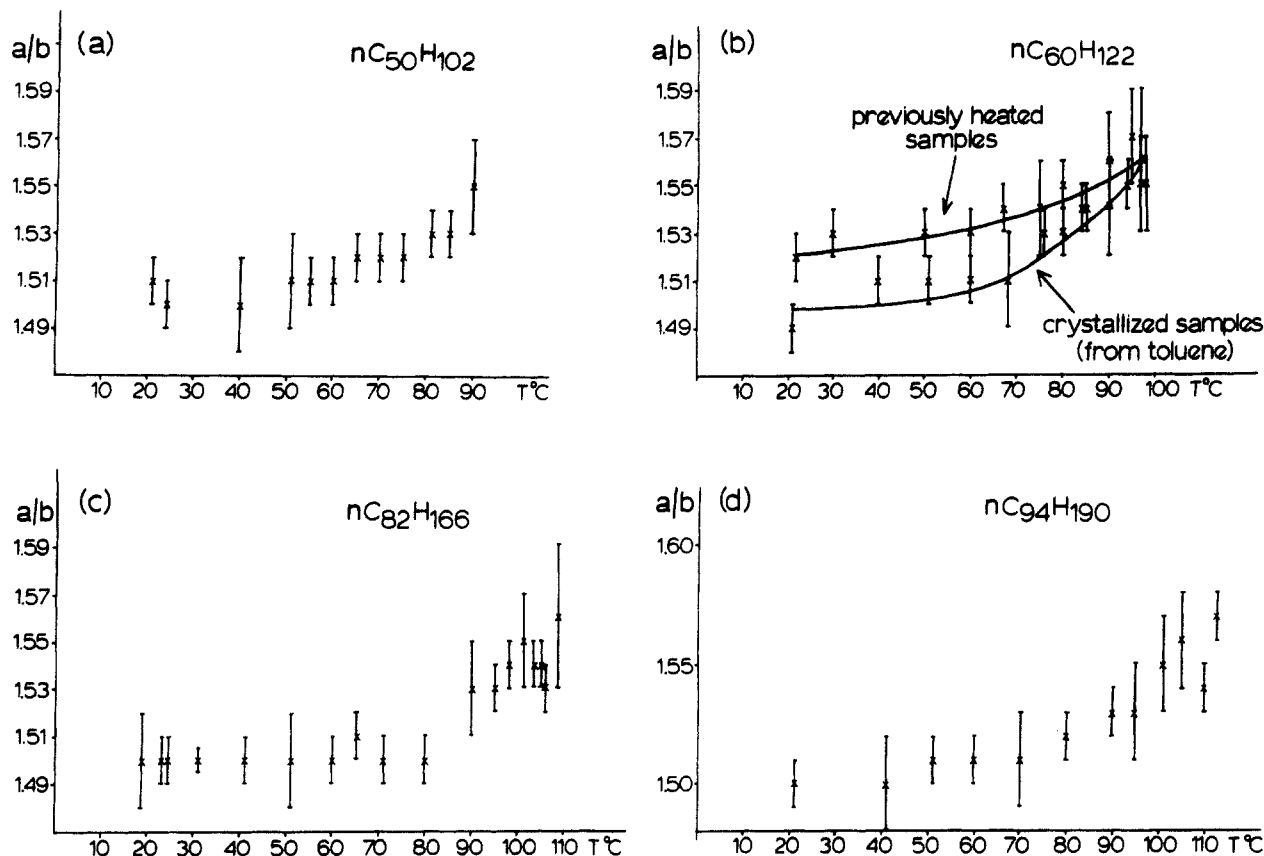 a/b (a) nC50H102
1.59
1.57
1.55
1.53
1.51
1.49
10 20 30 40 50 60 70 80 90 T°C
a/b (b) nC60H122
1.59
previously heated
samples
1.57
1.55
1.53
1.51
1.49
crystallized samples
(from toluene)
10 20 30 40 50 60 70 80 90 100 T°C
a/b (c) nC82H166
1.59
1.57
1.55
1.53
1.51
1.49
10 20 30 40 50 60 70 80 90 100 110 T°C
a/b (d) nC94H190
1.60
1.55
1.50
10 20 30 40 50 60 70 80 90 100 110 T°C